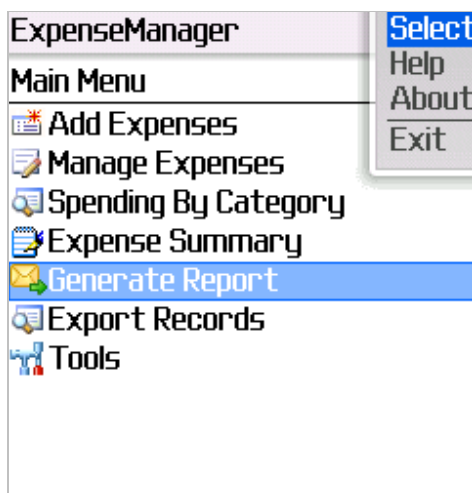 ExpenseManager
Main Menu
Add Expenses
Manage Expenses
Spending By Category
Expense Summary
Generate Report
Export Records
Tools
Select
Help
About
Exit